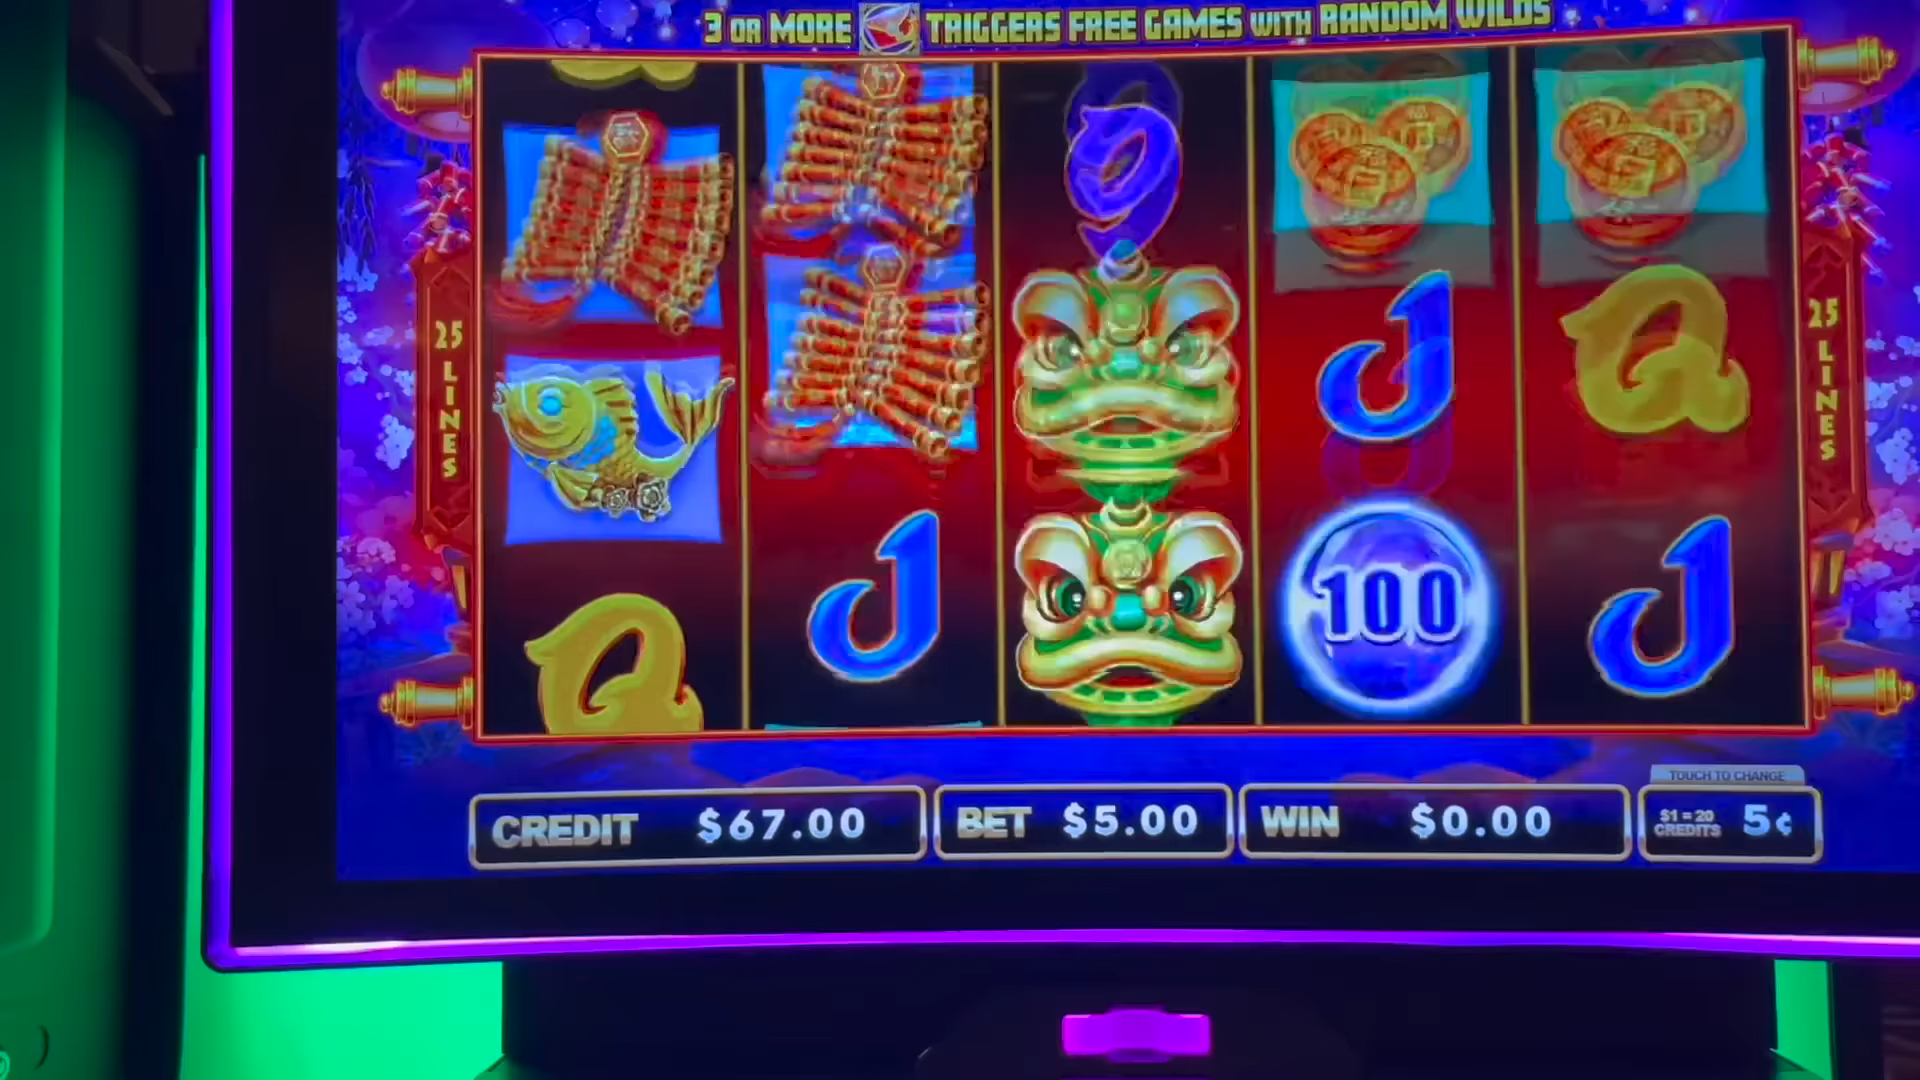 3 OR MORE TRIGGERS FREE GAMES WITH RANDOM WILDS
25 LINES
25 LINES
9
J
Q
100
Q
J
J
TOUCH TO CHANGE
CREDIT $67.00
BET $5.00
WIN $0.00
$1=20 CREDITS 5¢